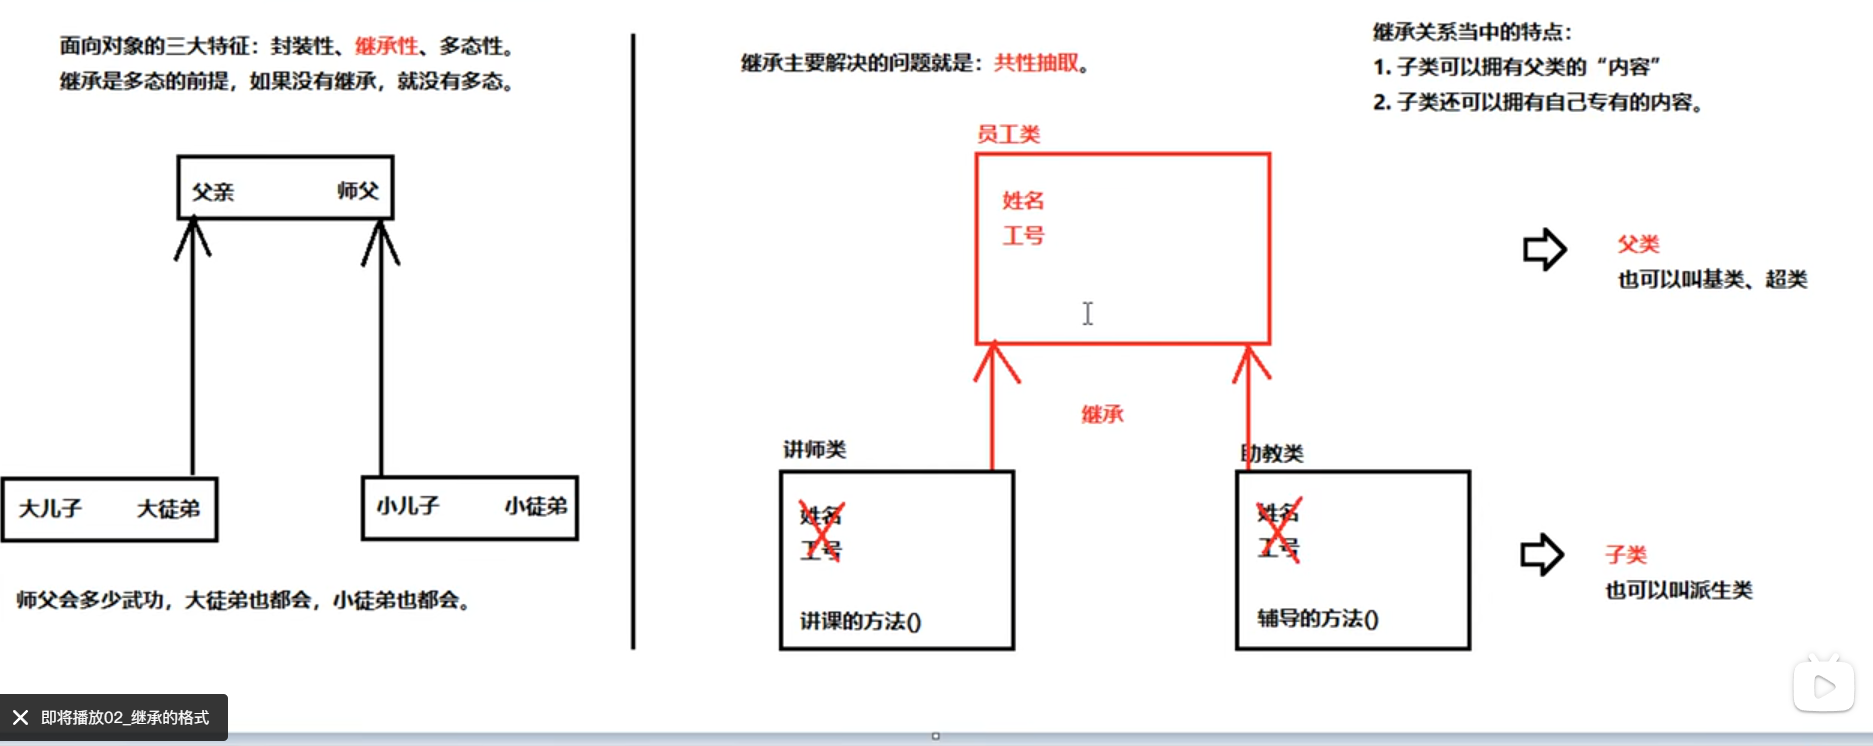 面向对象的三大特征：封装性、继承性、多态性。
继承是多态的前提，如果没有继承，就没有多态。
父亲 师父
大儿子 大徒弟
小儿子 小徒弟
师父会多少武功，大徒弟也都会，小徒弟也都会。
继承主要解决的问题就是：共性抽取。
员工类
姓名
工号
继承
讲师类
姓名
工号
讲课的方法()
助教类
姓名
工号
辅导的方法()
继承关系当中的特点：
1. 子类可以拥有父类的“内容”
2. 子类还可以拥有自己专有的内容。
父类
也可以叫基类、超类
子类
也可以叫派生类
即将播放02_继承的格式